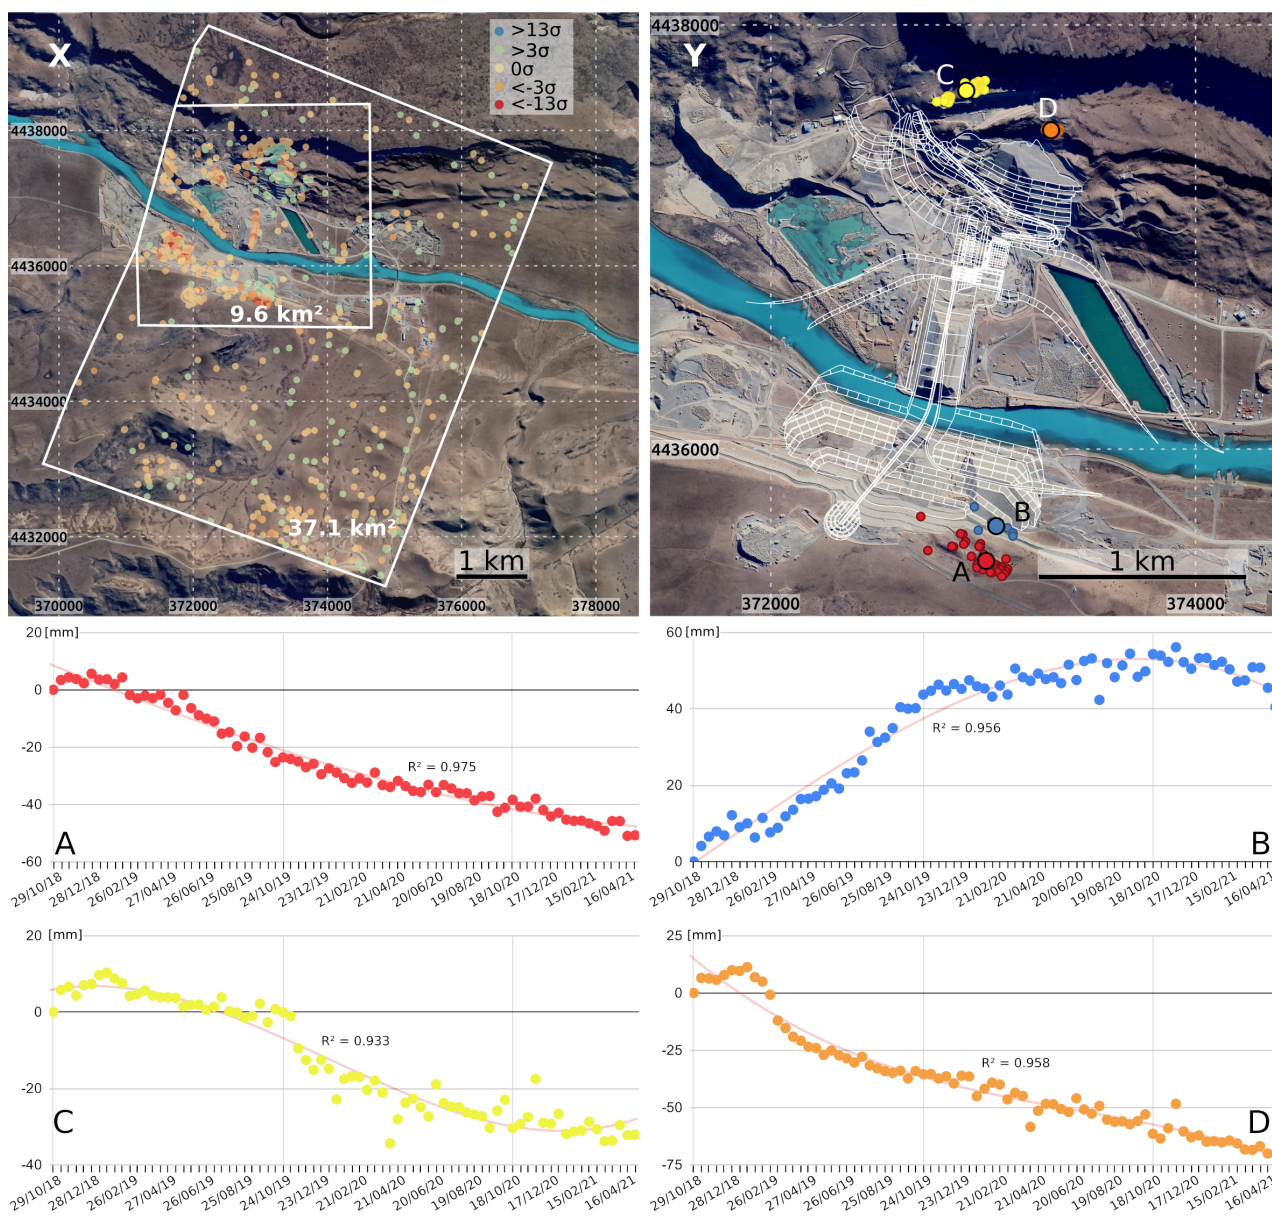 X
>13σ
>3σ
0σ
<-3σ
<-13σ
4438000
4436000
4434000
4432000
9.6 km²
37.1 km²
1 km
370000 372000 374000 376000 378000
4438000
Y
C
D
4436000
B
A
1 km
372000 374000
20 [mm]
0
-20
-40
-60
R² = 0.975
A
29/10/18 28/12/18 26/02/19 27/04/19 26/06/19 25/08/19 24/10/19 23/12/19 21/02/20 21/04/20 20/06/20 19/08/20 18/10/20 17/12/20 15/02/21 16/04/21
60 [mm]
40
20
0
R² = 0.956
B
29/10/18 28/12/18 26/02/19 27/04/19 26/06/19 25/08/19 24/10/19 23/12/19 21/02/20 21/04/20 20/06/20 19/08/20 18/10/20 17/12/20 15/02/21 16/04/21
20 [mm]
0
-20
-40
R² = 0.933
C
29/10/18 28/12/18 26/02/19 27/04/19 26/06/19 25/08/19 24/10/19 23/12/19 21/02/20 21/04/20 20/06/20 19/08/20 18/10/20 17/12/20 15/02/21 16/04/21
25 [mm]
0
-25
-50
-75
R² = 0.958
D
29/10/18 28/12/18 26/02/19 27/04/19 26/06/19 25/08/19 24/10/19 23/12/19 21/02/20 21/04/20 20/06/20 19/08/20 18/10/20 17/12/20 15/02/21 16/04/21